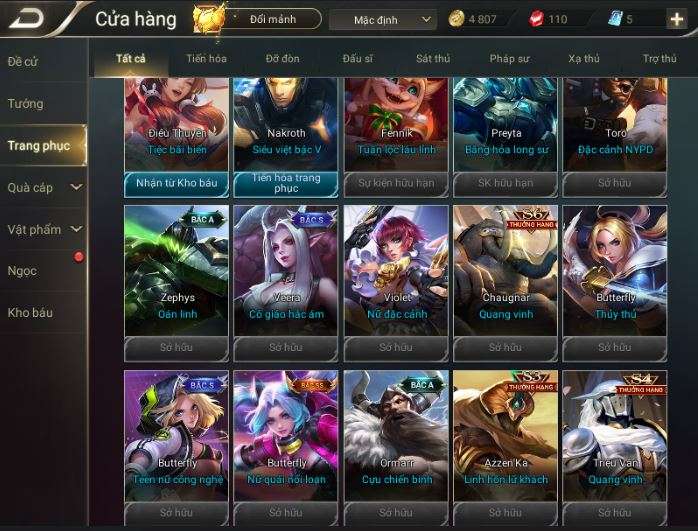 Cửa hàng
Đổi mảnh
Mặc định
4 807
110
5
Đề cử
Tướng
Trang phục
Quà cáp
Vật phẩm
Ngọc
Kho báu
Tất cả
Tiến hóa
Đỡ đòn
Đấu sĩ
Sát thủ
Pháp sư
Xạ thủ
Trợ thủ
Điêu Thuyền
Tiệc bãi biển
Nhận từ Kho báu
Nakroth
Siêu việt bậc V
Tiến hóa trang
phục
Fennik
Tuần lộc láu lỉnh
Sự kiện hữu hạn
Preyta
Băng hỏa long sư
SK hữu hạn
Toro
Đặc cảnh NYPD
Sở hữu
BẬC A
Zephys
Oán linh
Sở hữu
BẬC S
Veera
Cô giáo hắc ám
Sở hữu
Violet
Nữ đặc cảnh
Sở hữu
S6
THƯỞNG HẠNG
Chaugnar
Quang vinh
Sở hữu
Butterfly
Thủy thủ
Sở hữu
BẬC S
Butterfly
Teen nữ công nghệ
Sở hữu
BẬC SS
Butterfly
Nữ quái nổi loạn
Sở hữu
BẬC A
Ormarr
Cựu chiến binh
Sở hữu
S3
THƯỞNG HẠNG
Azzen'Ka
Linh hồn lữ khách
Sở hữu
S4
THƯỞNG HẠNG
Triệu Vân
Quang vinh
Sở hữu